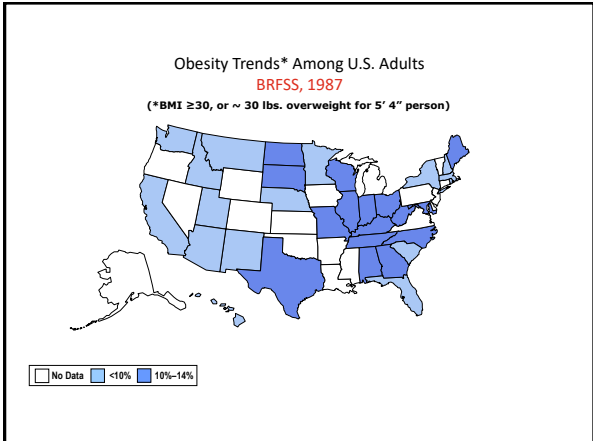 Obesity Trends* Among U.S. Adults
BRFSS, 1987
(*BMI ≥30, or ~ 30 lbs. overweight for 5’ 4” person)
No Data <10% 10%–14%